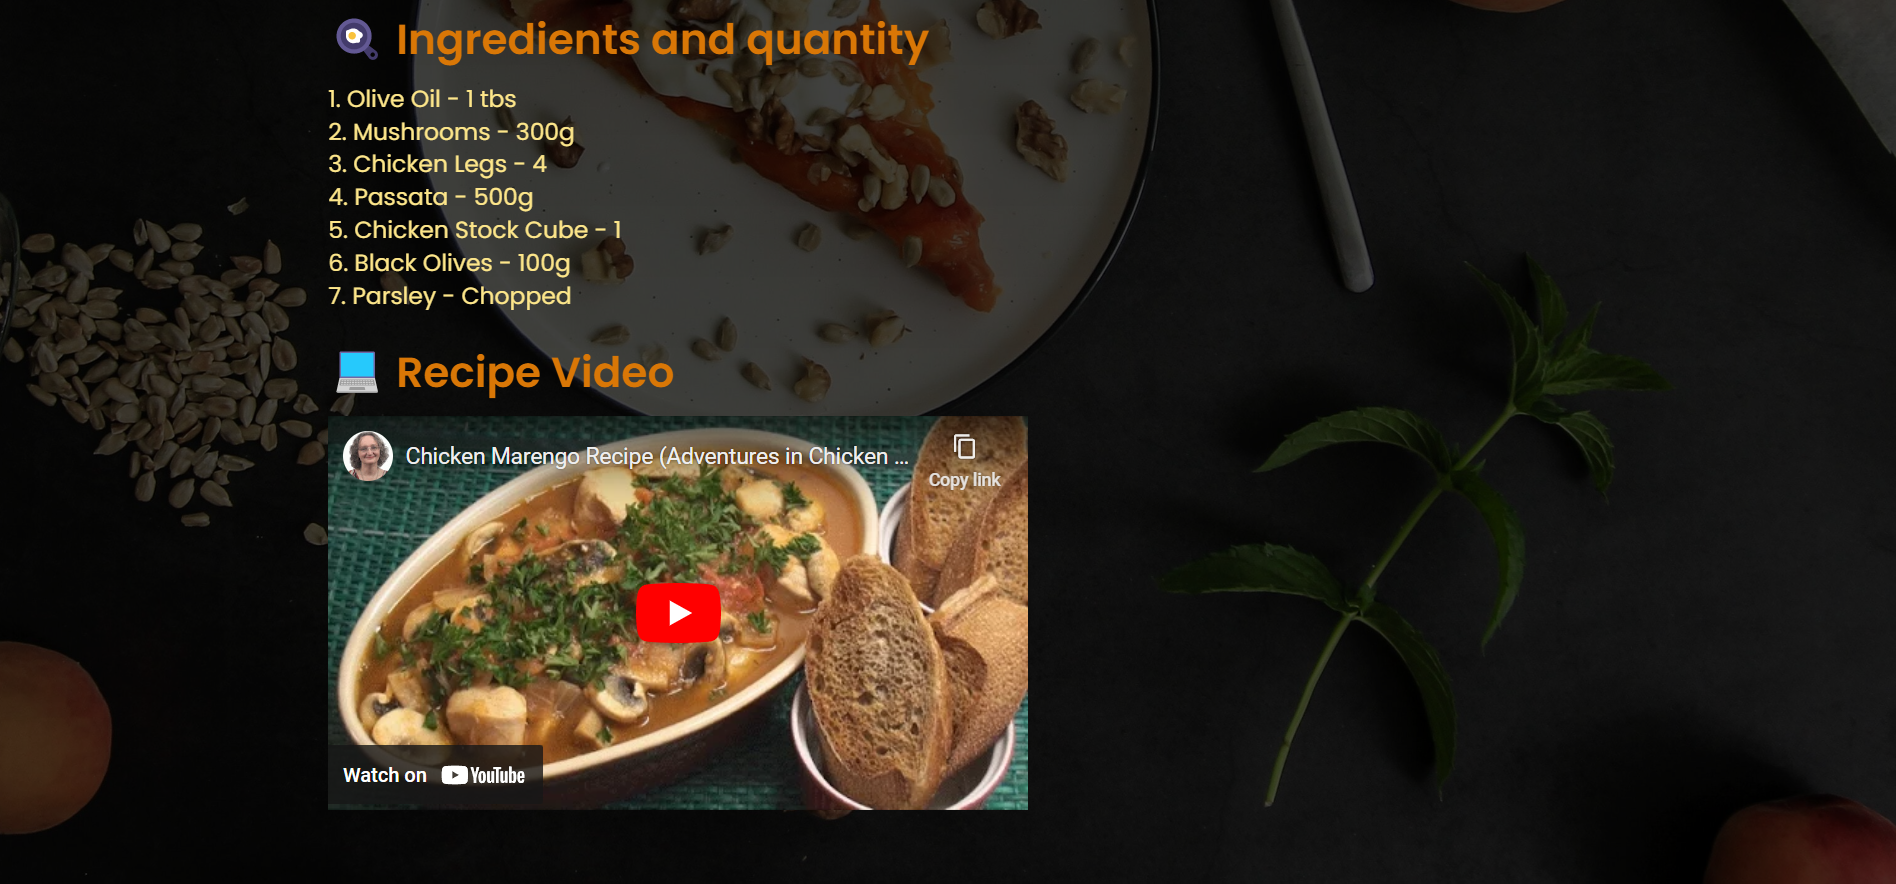 Ingredients and quantity
1. Olive Oil - 1 tbs
2. Mushrooms - 300g
3. Chicken Legs - 4
4. Passata - 500g
5. Chicken Stock Cube - 1
6. Black Olives - 100g
7. Parsley - Chopped
Recipe Video
Chicken Marengo Recipe (Adventures in Chicken ...
Copy link
Watch on YouTube